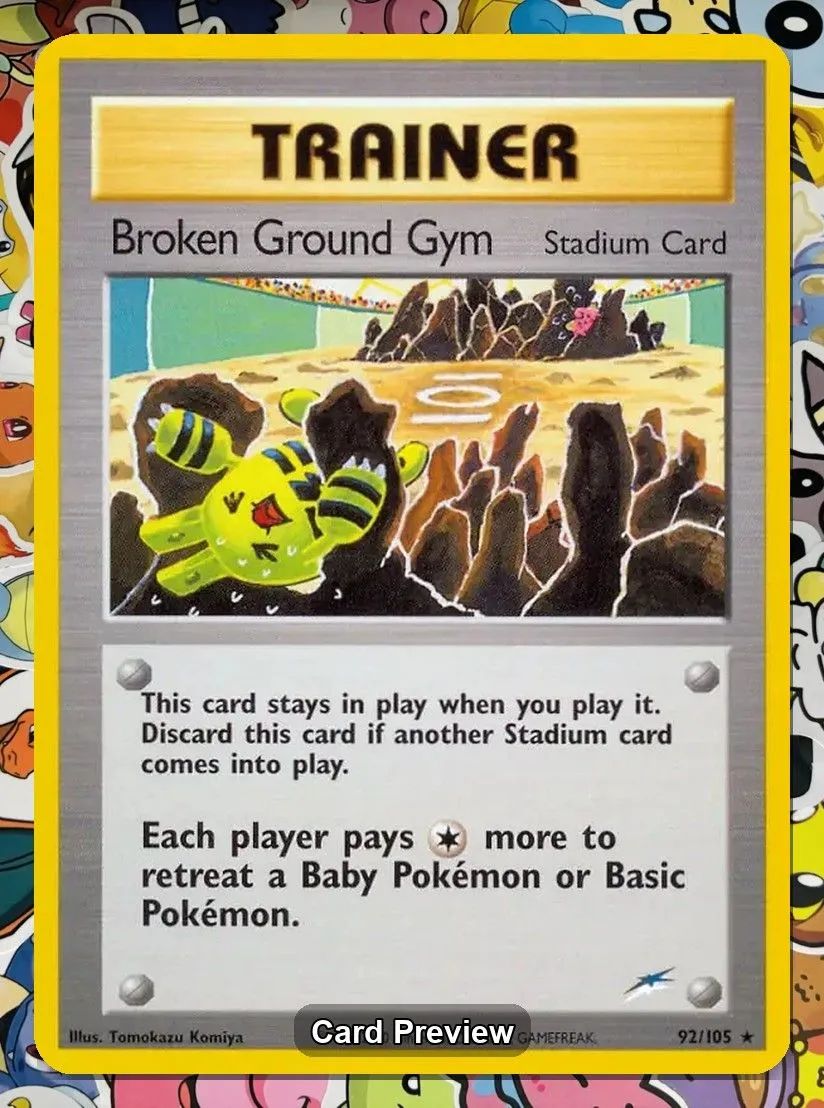 TRAINER
Broken Ground Gym Stadium Card
This card stays in play when you play it.
Discard this card if another Stadium card
comes into play.
Each player pays more to
retreat a Baby Pokémon or Basic
Pokémon.
Illus. Tomokazu Komiya GAMEFREAK. 92/105 ★
Card Preview